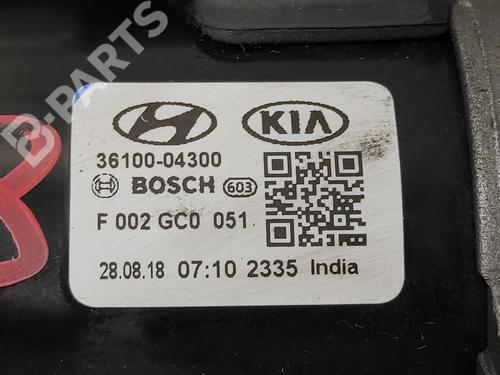 B-PARTS
KIA
36100-04300
BOSCH 603
F 002 GC0 051
28.08.18 07:10 2335 India